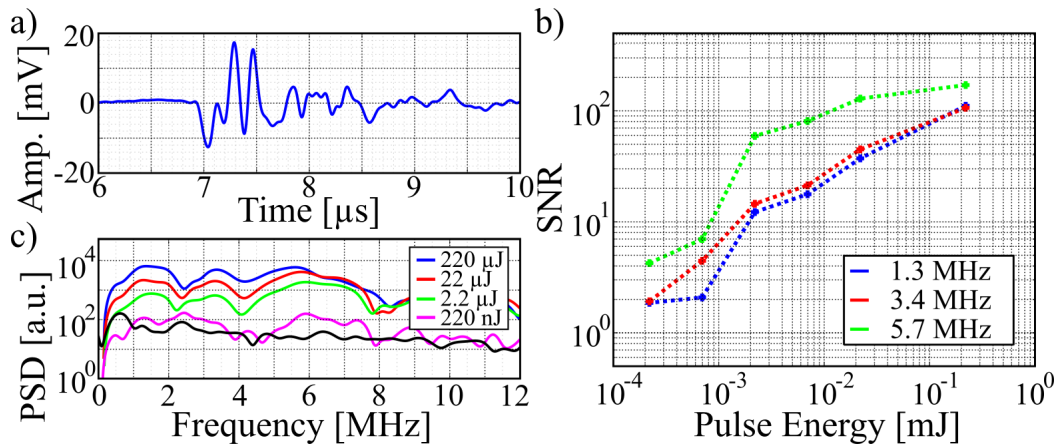 a)
20
0
-20
Amp. [mV]
6 7 8 9 10
Time [µs]
c)
10^4
10^2
10^0
PSD [a.u.]
220 µJ
22 µJ
2.2 µJ
220 nJ
0 2 4 6 8 10 12
Frequency [MHz]
b)
10^2
10^1
10^0
SNR
1.3 MHz
3.4 MHz
5.7 MHz
10^-4 10^-3 10^-2 10^-1 10^0
Pulse Energy [mJ]